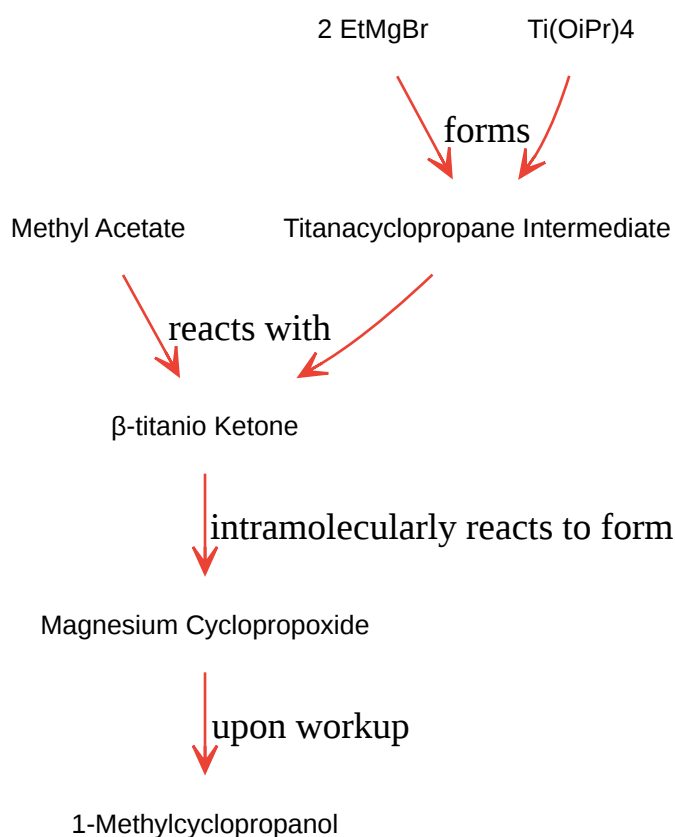 2 EtMgBr
Ti(OiPr)4
forms
Methyl Acetate
Titanacyclopropane Intermediate
reacts with
β-titanio Ketone
intramolecularly reacts to form
Magnesium Cyclopropoxide
upon workup
1-Methylcyclopropanol